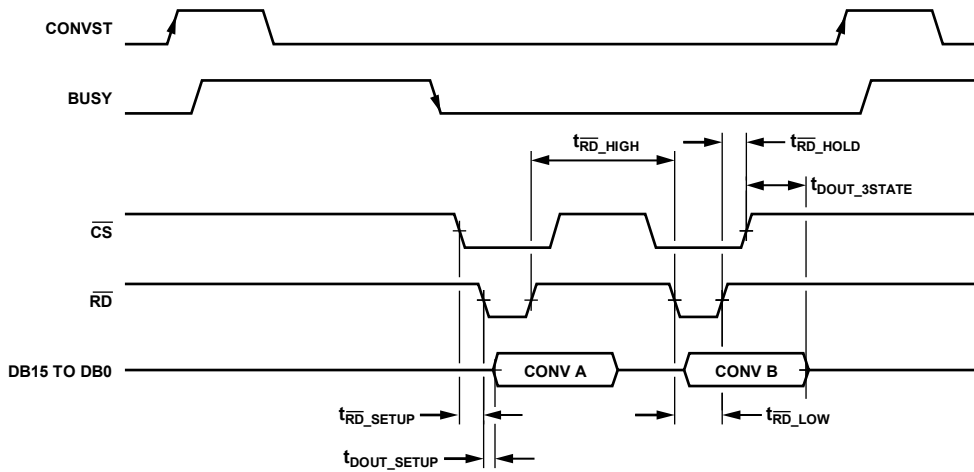 CONVST
BUSY
tRD_HIGH
tRD_HOLD
tDOUT_3STATE
CS
RD
DB15 TO DB0
CONV A
CONV B
tRD_SETUP
tRD_LOW
tDOUT_SETUP